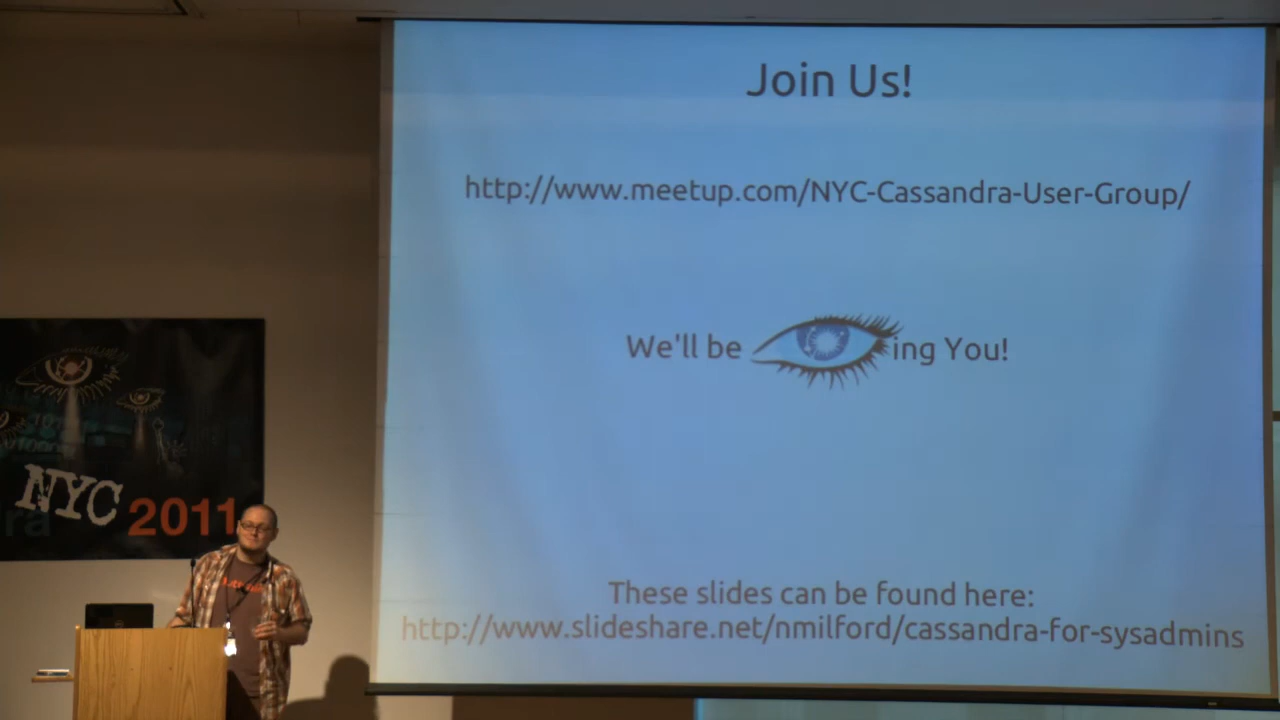 Join Us!
http://www.meetup.com/NYC-Cassandra-User-Group/
We'll be ing You!
These slides can be found here:
http://www.slideshare.net/nmilford/cassandra-for-sysadmins
NYC
ra 2011